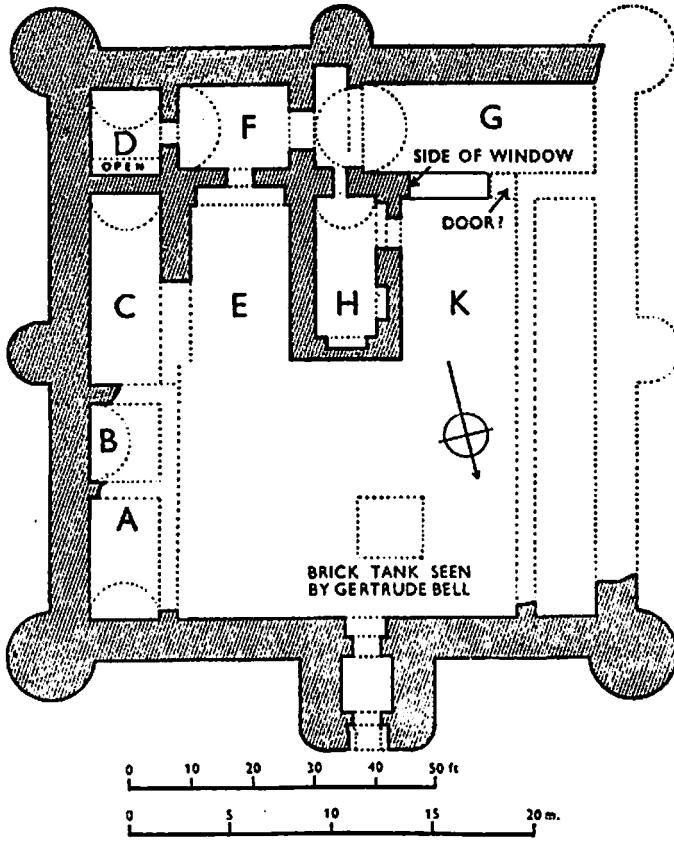 D
OPEN
F
G
SIDE OF WINDOW
DOOR?
C
E
H
K
B
A
BRICK TANK SEEN
BY GERTRUDE BELL
0 10 20 30 40 50 ft
0 5 10 15 20 m.